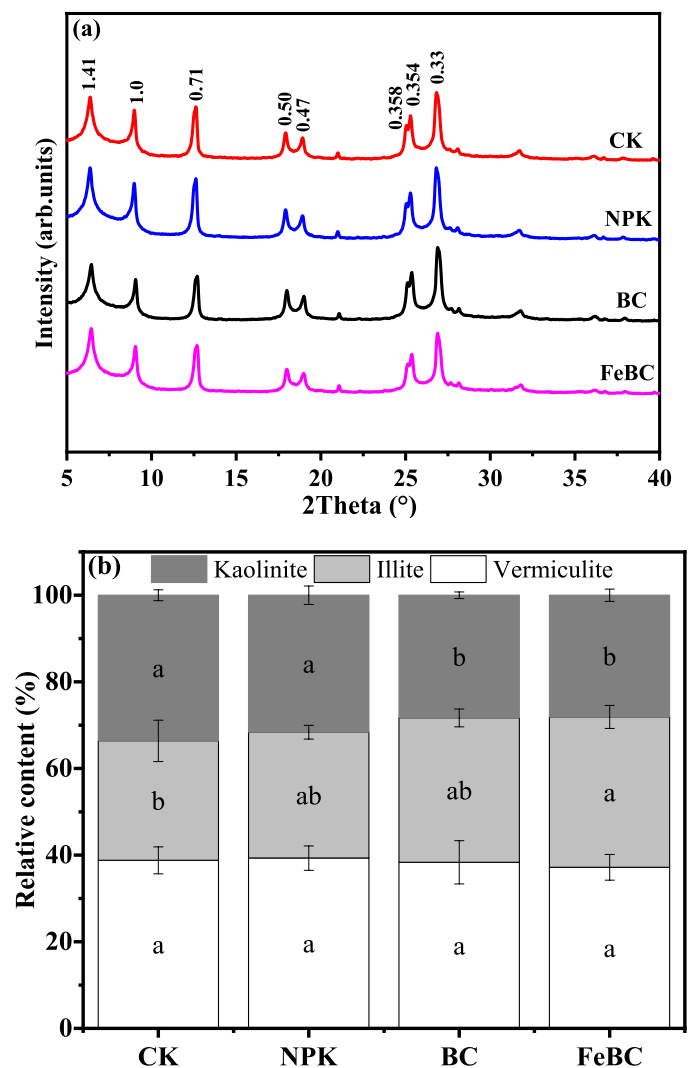 (a)
1.41
1.0
0.71
0.50
0.47
0.358
0.354
0.33
CK
NPK
BC
FeBC
Intensity (arb.units)
5 10 15 20 25 30 35 40
2Theta (°)
(b)
Kaolinite Illite Vermiculite
100
80
60
40
20
0
Relative content (%)
a a b b
b ab ab a
a a a a
CK NPK BC FeBC